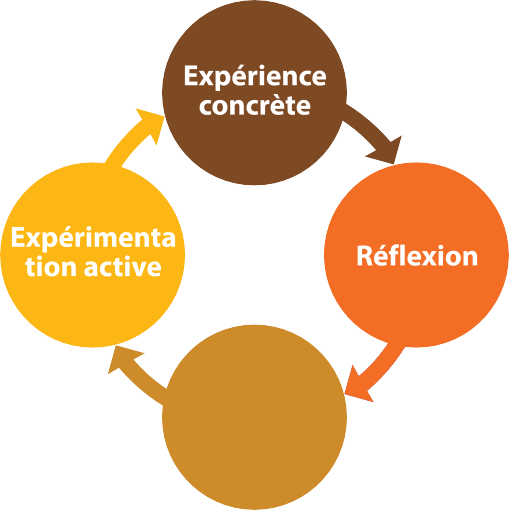 Expérience
concrète
Expérimenta
tion active
Réflexion